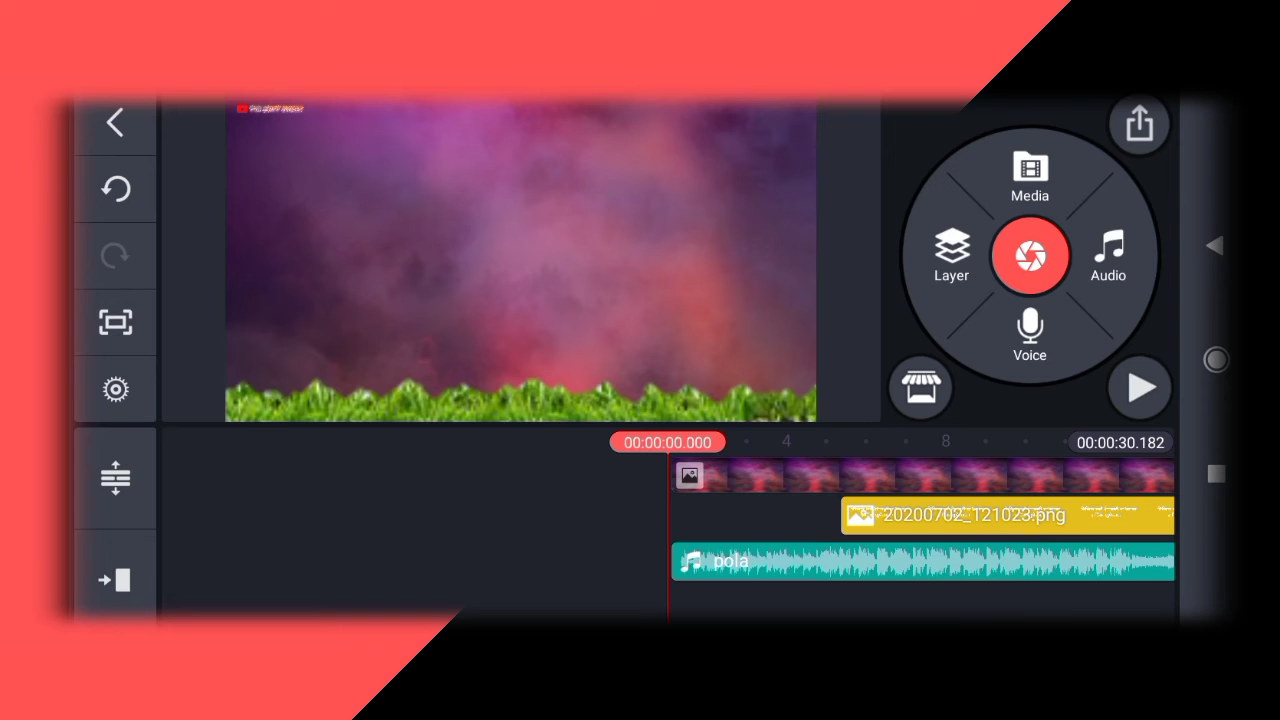 Media
Layer
Audio
Voice
00:00:00.000
4
8
00:00:30.182
20200702_121023.png
pola